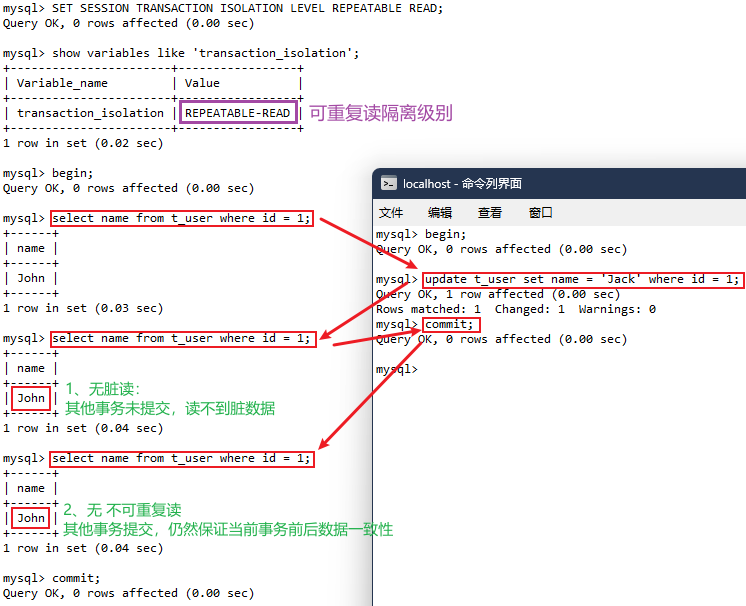 mysql> SET SESSION TRANSACTION ISOLATION LEVEL REPEATABLE READ;
Query OK, 0 rows affected (0.00 sec)
mysql> show variables like 'transaction_isolation';
+-----------------------+-----------------+
| Variable_name         | Value           |
+-----------------------+-----------------+
| transaction_isolation | REPEATABLE-READ |
可重复读隔离级别
+-----------------------+-----------------+
1 row in set (0.02 sec)
mysql> begin;
Query OK, 0 rows affected (0.00 sec)
mysql> select name from t_user where id = 1;
+------+
| name |
+------+
| John |
+------+
1 row in set (0.03 sec)
mysql> select name from t_user where id = 1;
+------+
| name |
+------+
| John |
+------+
1、无脏读：
其他事务未提交，读不到脏数据
1 row in set (0.04 sec)
mysql> select name from t_user where id = 1;
+------+
| name |
+------+
| John |
+------+
2、无 不可重复读
其他事务提交，仍然保证当前事务前后数据一致性
1 row in set (0.04 sec)
mysql> commit;
Query OK, 0 rows affected (0.00 sec)
localhost - 命令列界面
文件 编辑 查看 窗口
mysql> begin;
Query OK, 0 rows affected (0.00 sec)
mysql> update t_user set name = 'Jack' where id = 1;
Query OK, 1 row affected (0.00 sec)
Rows matched: 1  Changed: 1  Warnings: 0
mysql> commit;
Query OK, 0 rows affected (0.00 sec)
mysql>